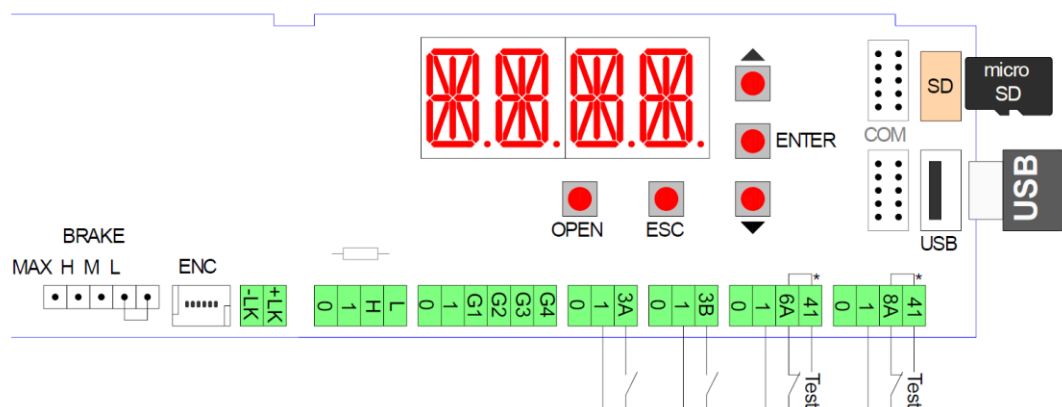 micro
SD
SD
COM
ENTER
USB
OPEN
ESC
USB
BRAKE
MAX H M L
ENC
-LK +LK
0 1 H L
0 1 G1 G2 G3 G4
0 1 3A
0 1 3B
0 1 6A 41 *
0 1 8A 41 *
Test
Test